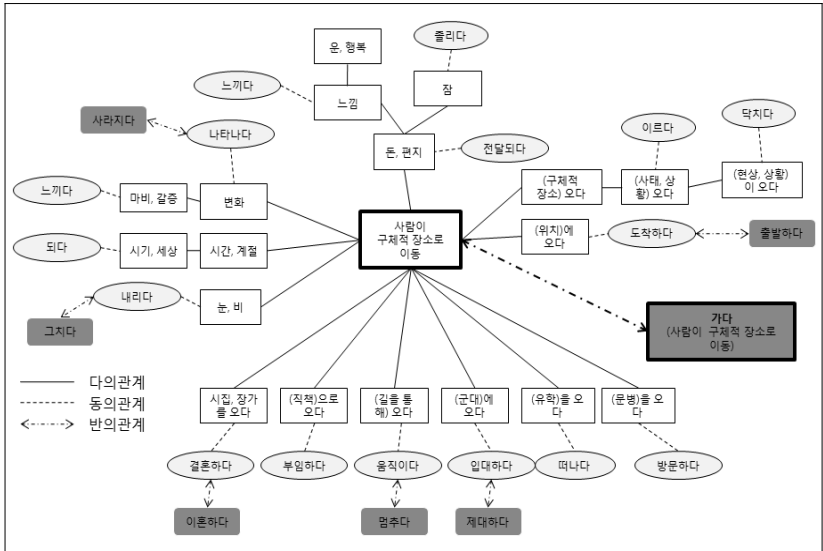 졸리다
운, 행복
느끼다
느낌
잠
사라지다
나타나다
돈, 편지
전달되다
이르다
닥치다
느끼다
마비, 갈증
변화
(구체적
장소) 오다
(사태, 상
황) 오다
(현상, 상황)
이 오다
되다
시기, 세상
시간, 계절
사람이
구체적 장소로
이동
(위치)에
오다
도착하다
출발하다
내리다
눈, 비
그치다
가다
(사람이 구체적 장소로
이동)
다의관계
동의관계
반의관계
시집, 장가
를 오다
(직책)으로
오다
(길을 통
해) 오다
(군대)에
오다
(유학)을 오
다
(문병)을 오
다
결혼하다
부임하다
움직이다
입대하다
떠나다
방문하다
이혼하다
멈추다
제대하다